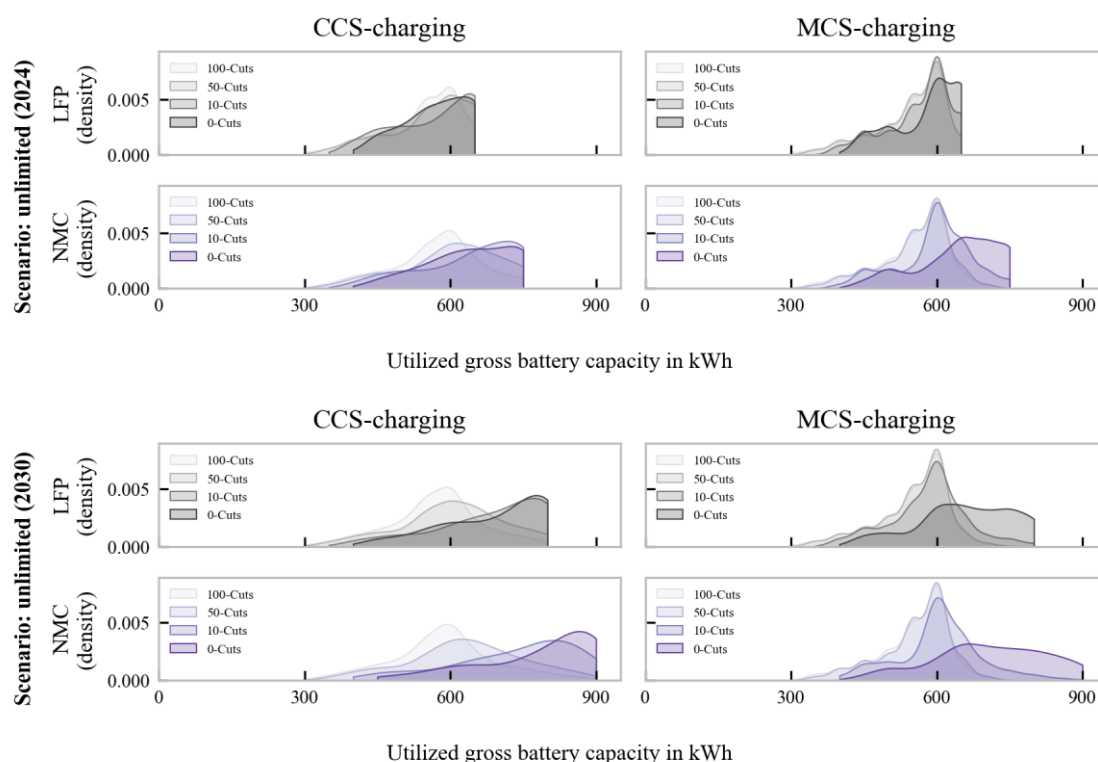 CCS-charging
MCS-charging
Scenario: unlimited (2024)
LFP
(density)
0.005
0.000
100-Cuts
50-Cuts
10-Cuts
0-Cuts
100-Cuts
50-Cuts
10-Cuts
0-Cuts
NMC
(density)
0.005
0.000
100-Cuts
50-Cuts
10-Cuts
0-Cuts
100-Cuts
50-Cuts
10-Cuts
0-Cuts
0
300
600
900
0
300
600
900
Utilized gross battery capacity in kWh
CCS-charging
MCS-charging
Scenario: unlimited (2030)
LFP
(density)
0.005
0.000
100-Cuts
50-Cuts
10-Cuts
0-Cuts
100-Cuts
50-Cuts
10-Cuts
0-Cuts
NMC
(density)
0.005
0.000
100-Cuts
50-Cuts
10-Cuts
0-Cuts
100-Cuts
50-Cuts
10-Cuts
0-Cuts
0
300
600
900
0
300
600
900
Utilized gross battery capacity in kWh